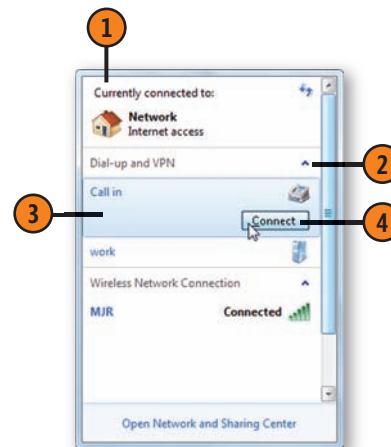 1
Currently connected to:
Network
Internet access
Dial-up and VPN
2
Call in
3
Connect
4
work
Wireless Network Connection
MJR Connected
Open Network and Sharing Center